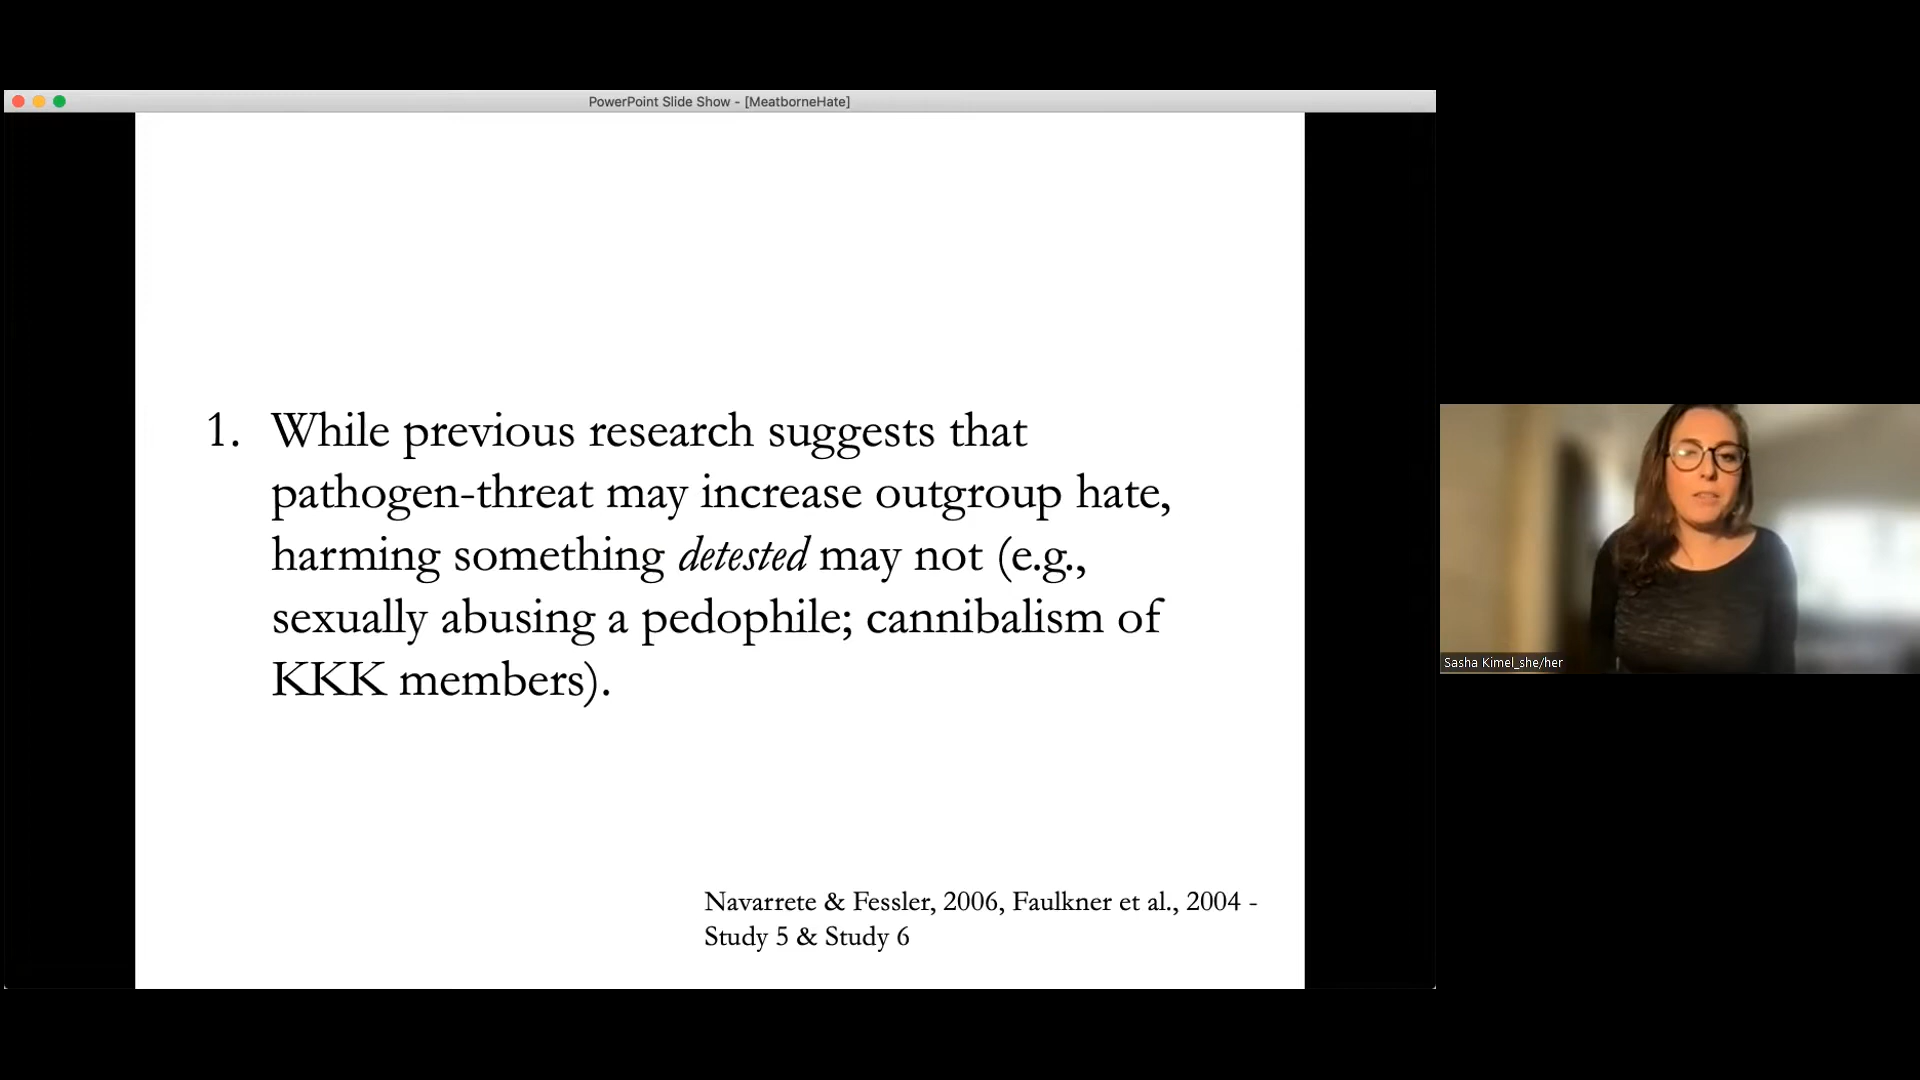 PowerPoint Slide Show - [MeatborneHate]
1. While previous research suggests that
pathogen-threat may increase outgroup hate,
harming something detested may not (e.g.,
sexually abusing a pedophile; cannibalism of
KKK members).
Navarrete & Fessler, 2006, Faulkner et al., 2004 -
Study 5 & Study 6
Sasha Kimel_she/her